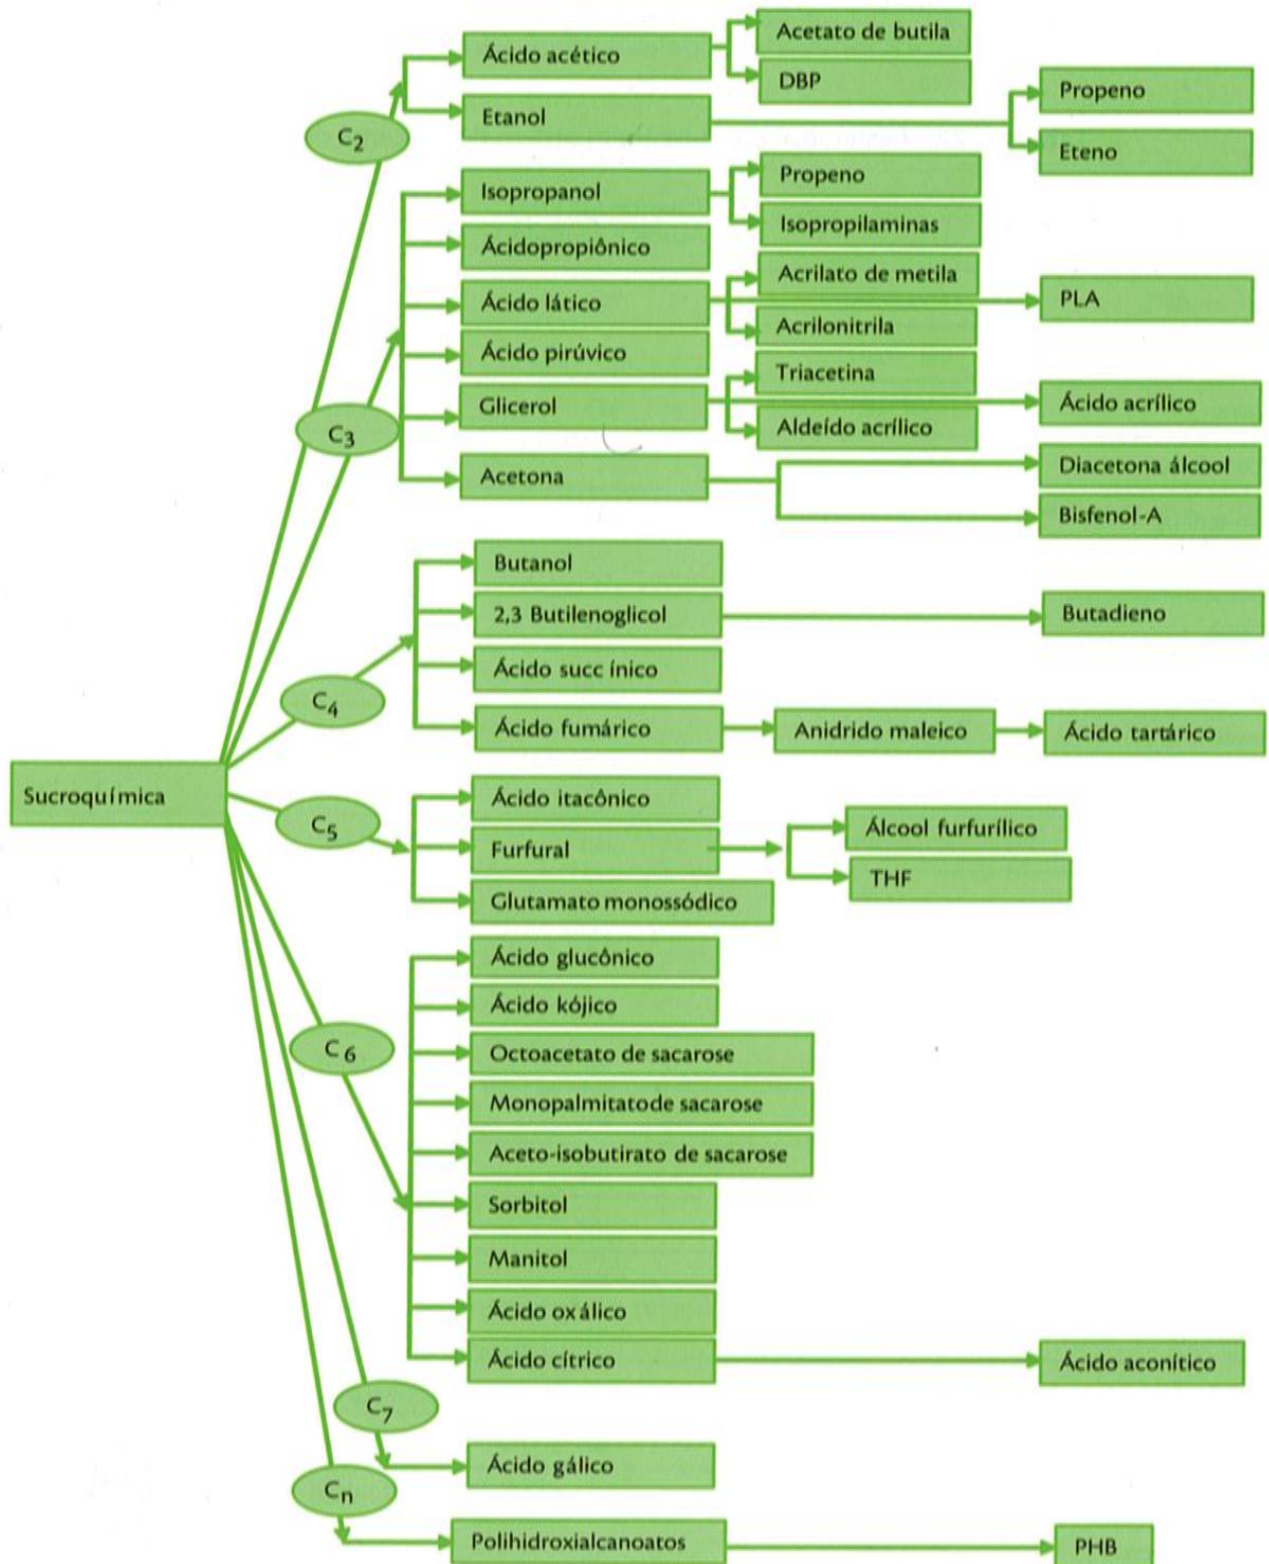 Sucroquímica
C2
Ácido acético
Acetato de butila
DBP
Etanol
Propeno
Eteno
C3
Isopropanol
Propeno
Isopropilaminas
Ácidopropiônico
Ácido lático
Acrilato de metila
Acrilonitrila
PLA
Ácido pirúvico
Glicerol
Triacetina
Aldeído acrílico
Ácido acrílico
Acetona
Diacetona álcool
Bisfenol-A
C4
Butanol
2,3 Butilenoglicol
Butadieno
Ácido succ ínico
Ácido fumárico
Anidrido maleico
Ácido tartárico
C5
Ácido itacônico
Furfural
Álcool furfurílico
THF
Glutamato monossódico
C6
Ácido glucônico
Ácido kójico
Octoacetato de sacarose
Monopalmitatode sacarose
Aceto-isobutirato de sacarose
Sorbitol
Manitol
Ácido oxálico
Ácido cítrico
Ácido aconítico
C7
Ácido gálico
Cn
Polihidroxialcanoatos
PHB